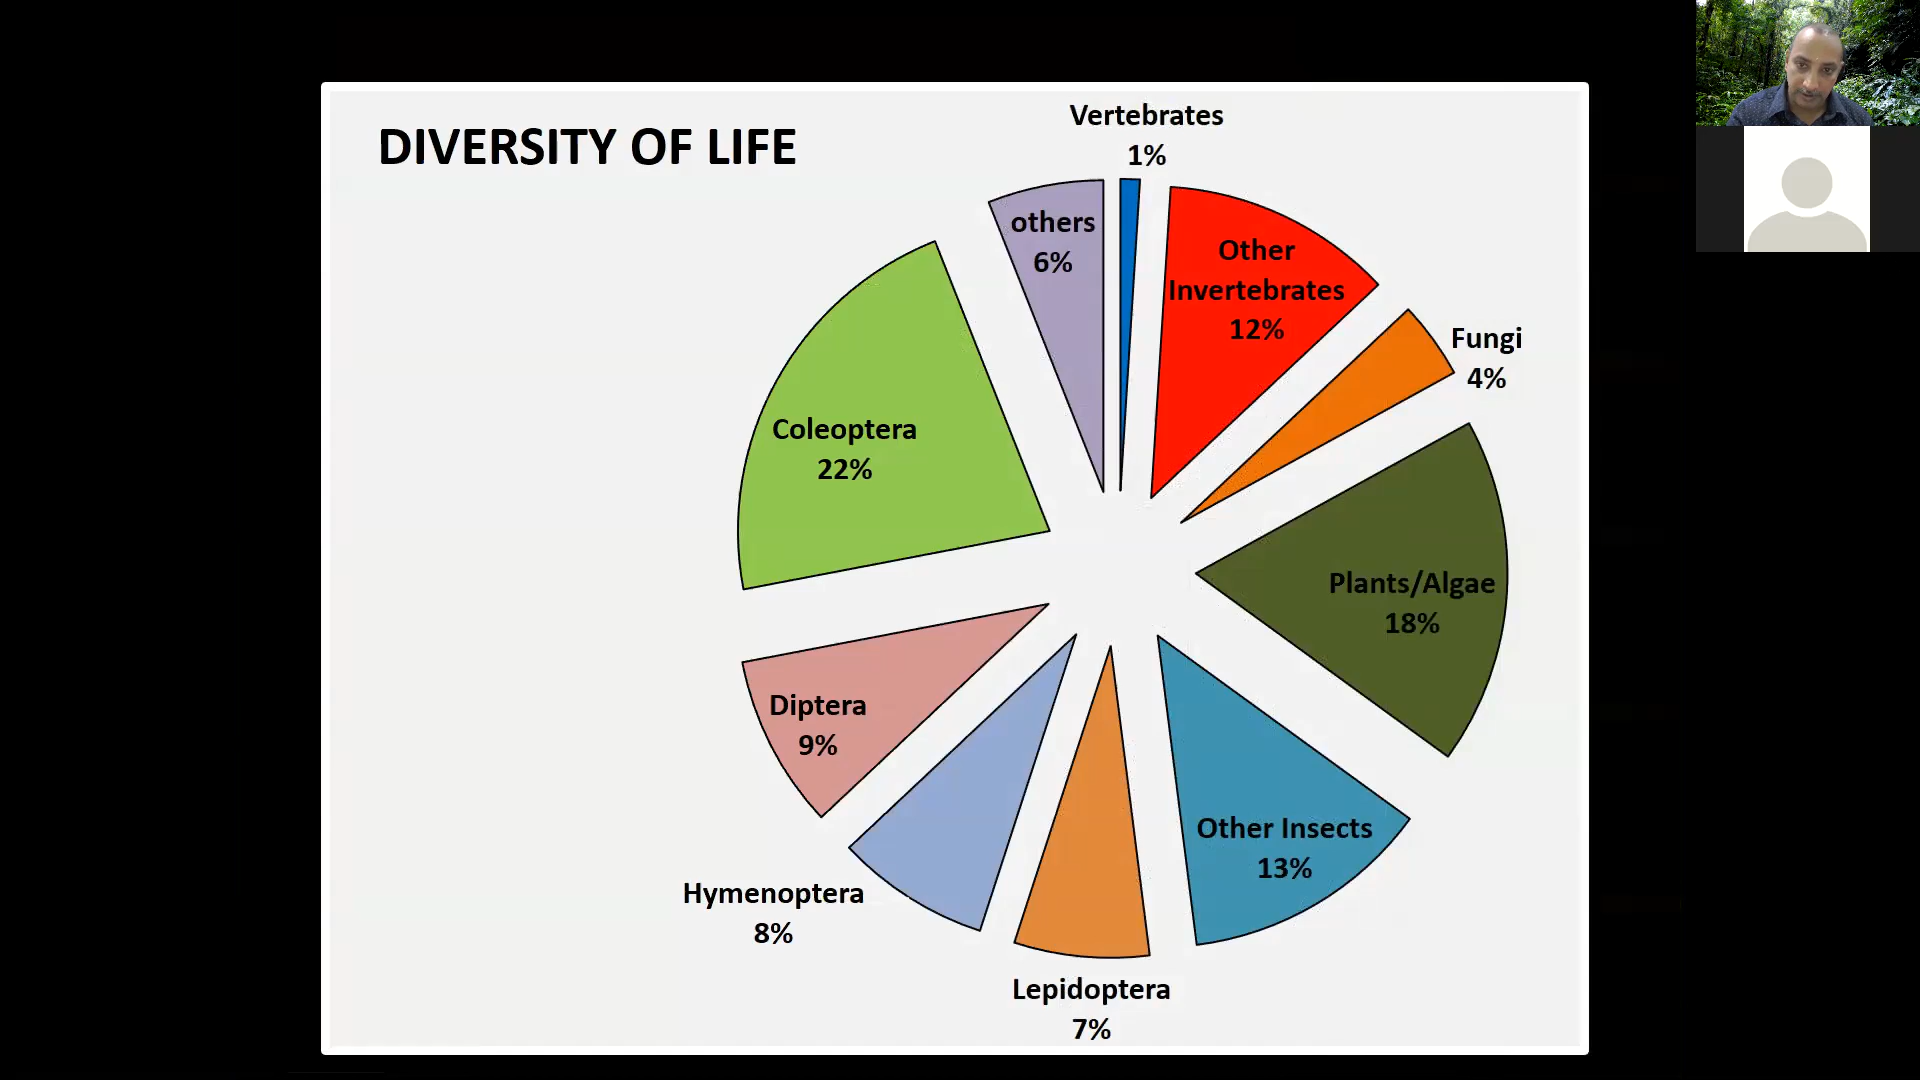 DIVERSITY OF LIFE
Vertebrates
1%
others
6%
Other
Invertebrates
12%
Fungi
4%
Coleoptera
22%
Plants/Algae
18%
Diptera
9%
Other Insects
13%
Hymenoptera
8%
Lepidoptera
7%